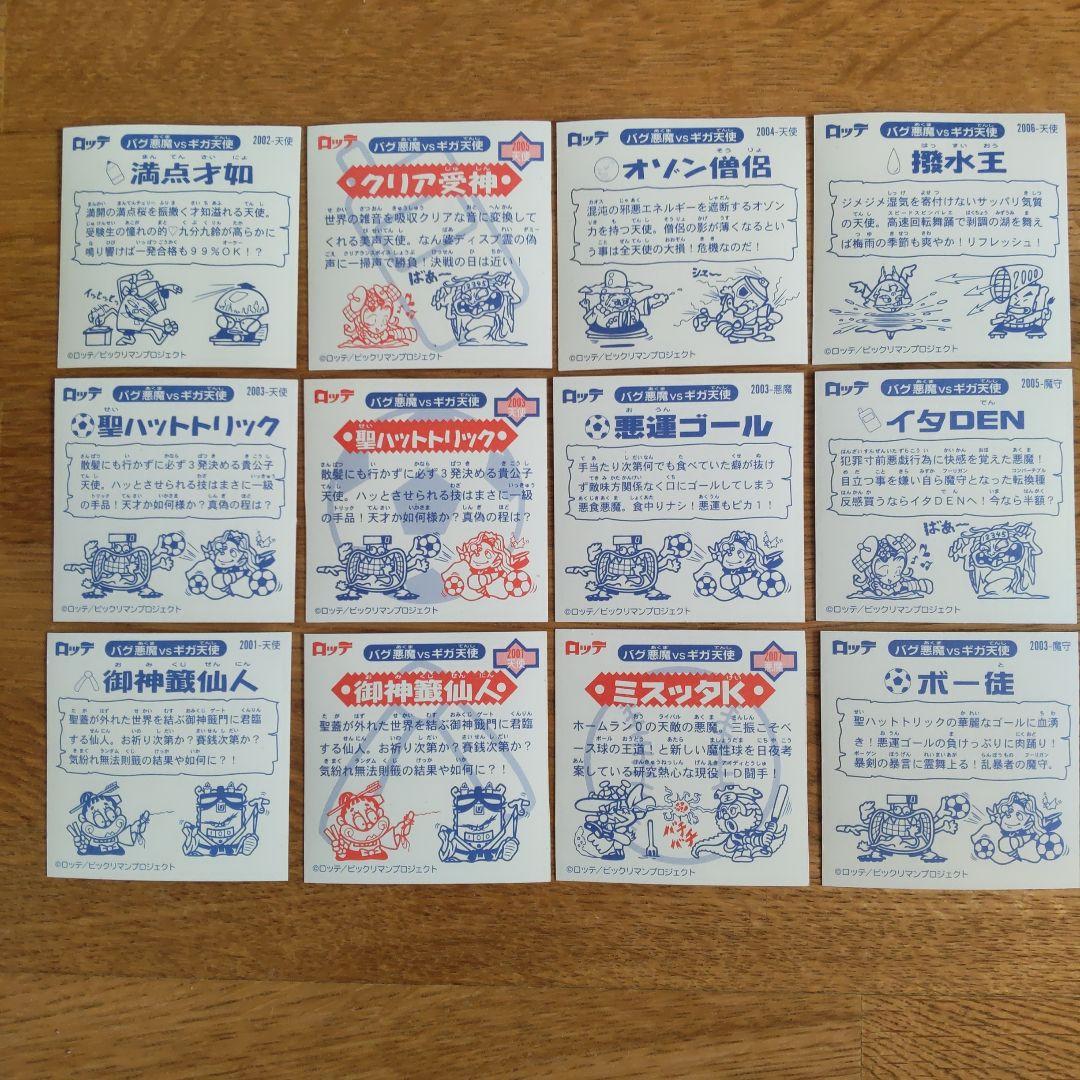 ロッテ バグ悪魔vsギガ天使 2002-天使
満点才如
満開の満点桜を振撒く才知溢れる天使。
受験生の憧れの的♡九分九鈴が高らかに
鳴り響けば一発合格も99%OK!?
イッとっとっ
©ロッテ/ビックリマンプロジェクト
ロッテ バグ悪魔vsギガ天使 2005 天使
クリア受神
世界の雑音を吸収クリアな音に変換して
くれる美声天使。なん婆ディスプ霊の偽
声に一掃声で勝負!決戦の日は近い!
ばあー
©ロッテ/ビックリマンプロジェクト
ロッテ バグ悪魔vsギガ天使 2004-天使
オゾン僧侶
混沌の邪悪エネルギーを遮断するオゾン
力を持つ天使。僧侶の影が薄くなるとい
う事は全天使の大損!危機なのだ!
シュ〜
©ロッテ/ビックリマンプロジェクト
ロッテ バグ悪魔vsギガ天使 2006-天使
撥水王
ジメジメ湿気を寄付けないサッパリ気質
の天使。高速回転舞踊で剥調の湖を舞え
ば梅雨の季節も爽やか!リフレッシュ!
200
©ロッテ/ビックリマンプロジェクト
ロッテ バグ悪魔vsギガ天使 2003-天使
聖ハットトリック
散髪にも行かずに必ず3発決める貴公子
天使。ハッとさせられる技はまさに一級
の手品!天才か如何様か?真偽の程は?
©ロッテ/ビックリマンプロジェクト
ロッテ バグ悪魔vsギガ天使 2003 天使
聖ハットトリック
散髪にも行かずに必ず3発決める貴公子
天使。ハッとさせられる技はまさに一級
の手品!天才か如何様か?真偽の程は?
©ロッテ/ビックリマンプロジェクト
ロッテ バグ悪魔vsギガ天使 2003-悪魔
悪運ゴール
手当たり次第何でも食べていた癖が抜け
ず敵味方関係なく口にゴールしてしまう
悪食悪魔。食中りナシ!悪運もピカ1!
©ロッテ/ビックリマンプロジェクト
ロッテ バグ悪魔vsギガ天使 2005-魔守
イタDEN
犯罪寸前悪戯行為に快感を覚えた悪魔!
目立つ事を嫌い自ら魔守となった転換種
反感買うならイタDENへ!今なら半額?
ばあー
©ロッテ/ビックリマンプロジェクト
ロッテ バグ悪魔vsギガ天使 2001-天使
御神籤仙人
聖蓋が外れた世界を結ぶ御神籤門に君臨
する仙人。お祈り次第か?賽銭次第か?
気紛れ無法則籤の結果や如何に?!
©ロッテ/ビックリマンプロジェクト
ロッテ バグ悪魔vsギガ天使 2001 天使
御神籤仙人
聖蓋が外れた世界を結ぶ御神籤門に君臨
する仙人。お祈り次第か?賽銭次第か?
気紛れ無法則籤の結果や如何に?!
©ロッテ/ビックリマンプロジェクト
ロッテ バグ悪魔vsギガ天使 2001 悪魔
ミスッタK
ホームラン0の天敵の悪魔。三振こそベ
ース球の王道!と新しい魔性球を日夜考
案している研究熱心な現役ID闘手!
バキチ
©ロッテ/ビックリマンプロジェクト
ロッテ バグ悪魔vsギガ天使 2003-魔守
ボー徒
聖ハットトリックの華麗なゴールに血湧
き!悪運ゴールの負けっぷりに肉踊り!
暴剣の暴言に霊舞上る!乱暴者の魔守。
©ロッテ/ビックリマンプロジェクト